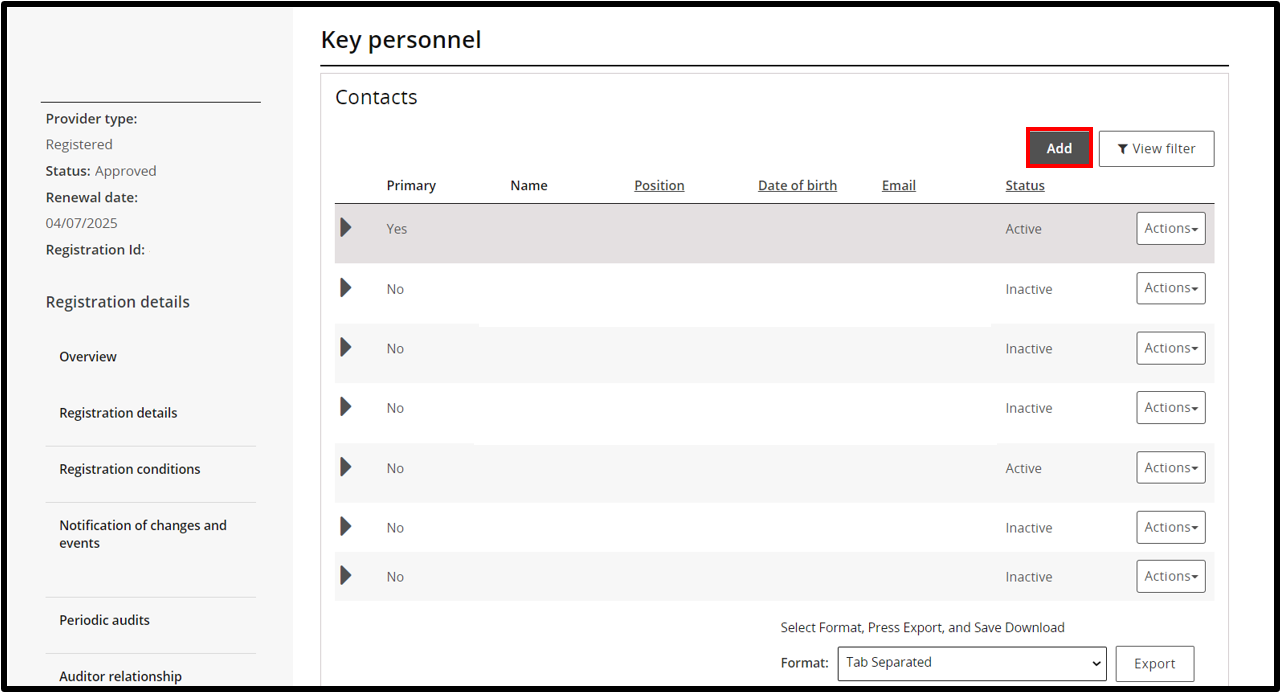 Key personnel
Provider type:
Registered
Status: Approved
Renewal date:
04/07/2025
Registration Id:
Registration details
Overview
Registration details
Registration conditions
Notification of changes and
events
Periodic audits
Auditor relationship
Contacts
Add View filter
Primary Name Position Date of birth Email Status
Yes Active Actions
No Inactive Actions
No Inactive Actions
No Inactive Actions
No Active Actions
No Inactive Actions
No Inactive Actions
Select Format, Press Export, and Save Download
Format: Tab Separated Export